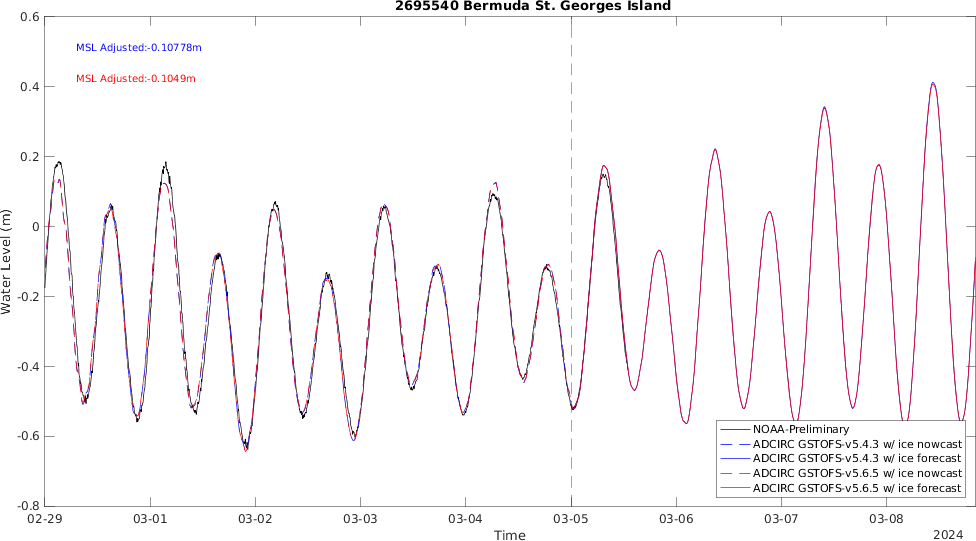 2695540 Bermuda St. Georges Island
MSL Adjusted:-0.10778m
MSL Adjusted:-0.1049m
Water Level (m)
0.6
0.4
0.2
0
-0.2
-0.4
-0.6
-0.8
NOAA-Preliminary
ADCIRC GSTOFS-v5.4.3 w/ ice nowcast
ADCIRC GSTOFS-v5.4.3 w/ ice forecast
ADCIRC GSTOFS-v5.6.5 w/ ice nowcast
ADCIRC GSTOFS-v5.6.5 w/ ice forecast
02-29 03-01 03-02 03-03 03-04 03-05 03-06 03-07 03-08
Time
2024